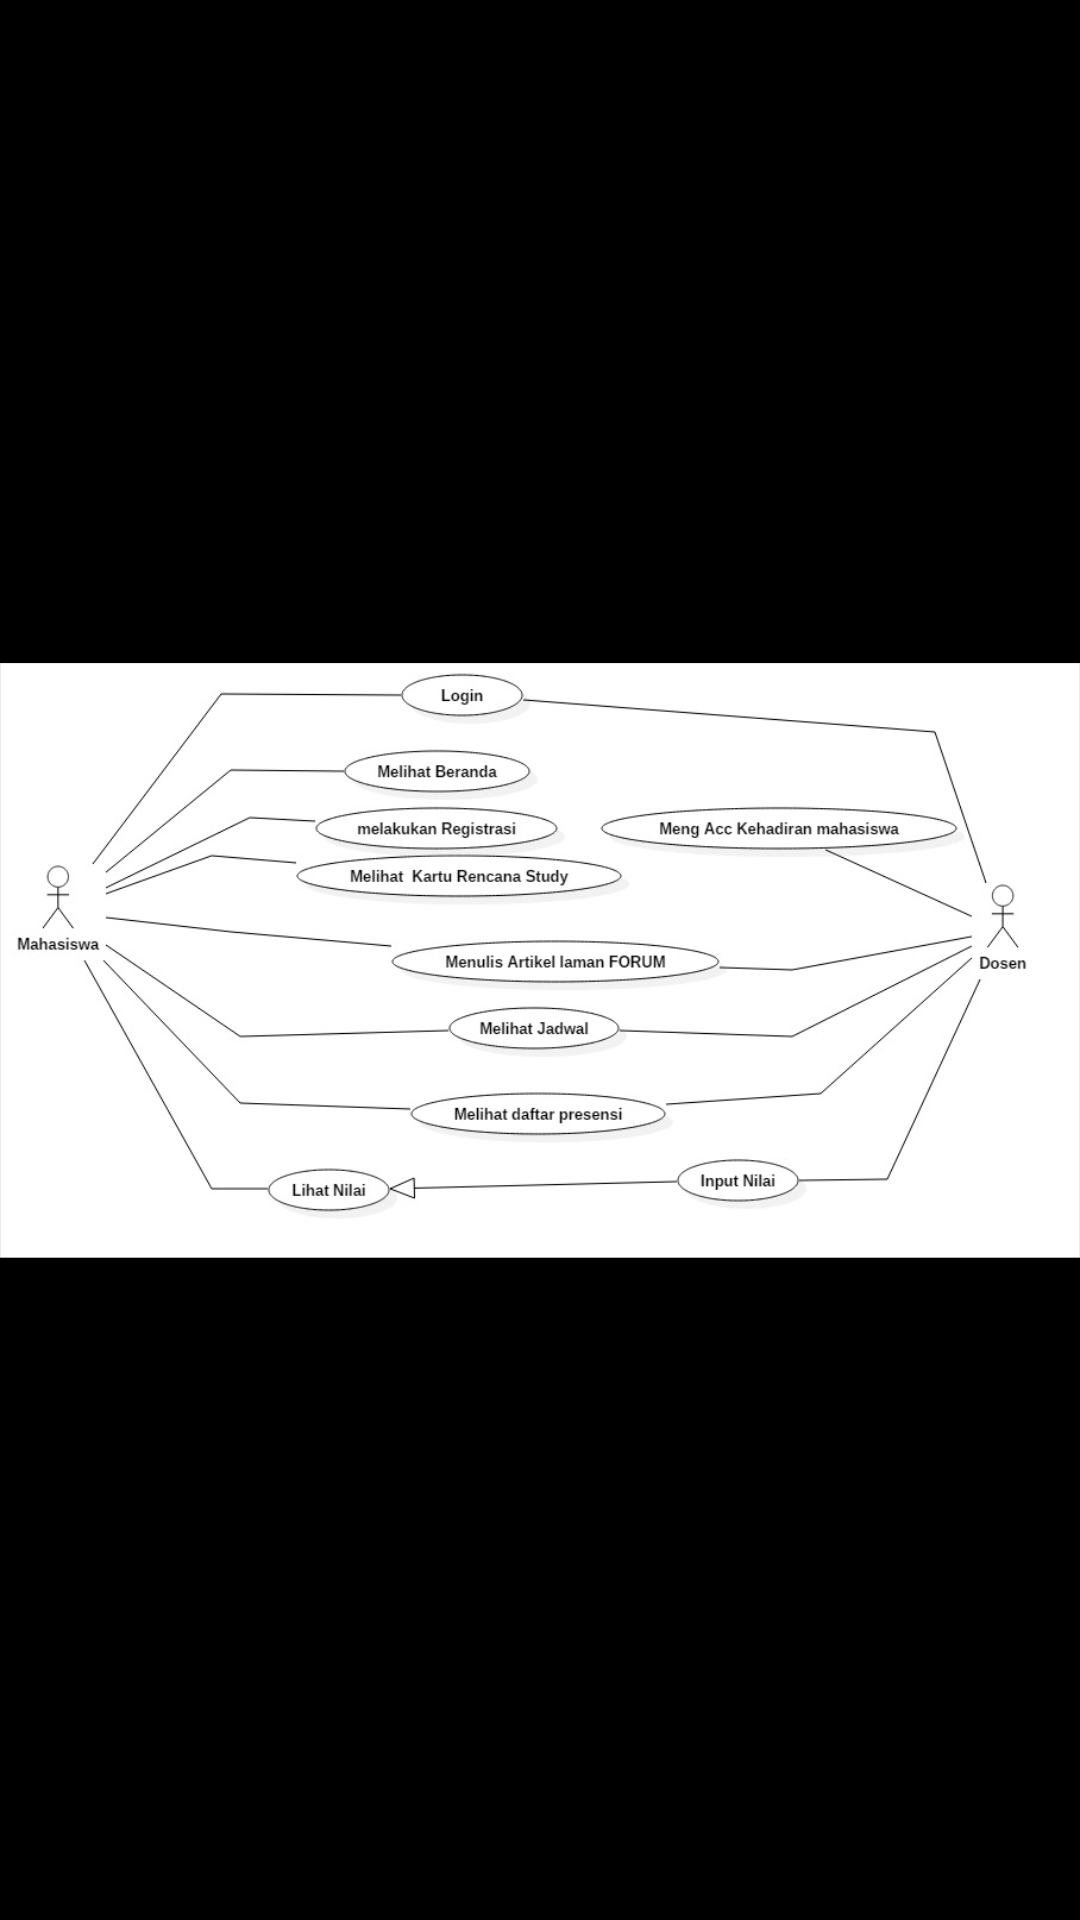 Login
Melihat Beranda
melakukan Registrasi
Meng Acc Kehadiran mahasiswa
Melihat  Kartu Rencana Study
Mahasiswa
Menulis Artikel laman FORUM
Dosen
Melihat Jadwal
Melihat daftar presensi
Input Nilai
Lihat Nilai